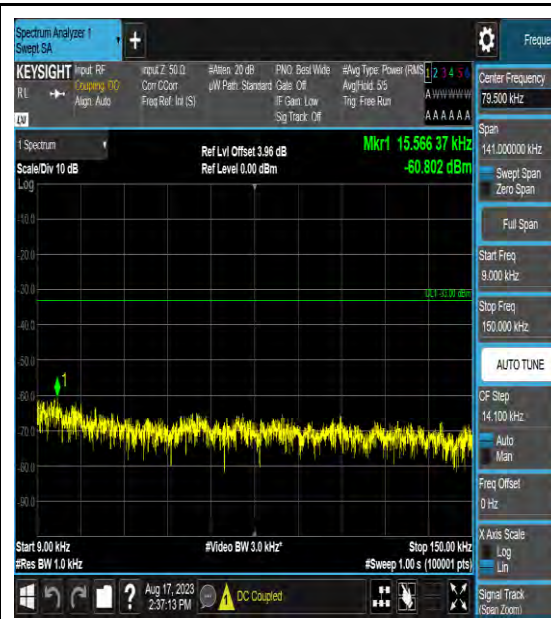 Spectrum Analyzer 1
Swept SA
Freque
KEYSIGHT
RL
Input: RF
Coupling: DC
Align: Auto
Input Z: 50 Ω
Corr CCorr
Freq Ref: Int (S)
#Atten: 20 dB
µW Path: Standard
PNO: Best Wide
Gate: Off
IF Gain: Low
Sig Track: Off
#Avg Type: Power (RMS
Avg|Hold: 5/5
Trig: Free Run
1 2 3 4 5 6
A W W W W W
A A A A A A
LW
Center Frequency
79.500 kHz
Span
141.000000 kHz
Swept Span
Zero Span
Full Span
Start Freq
9.000 kHz
Stop Freq
150.000 kHz
AUTO TUNE
CF Step
14.100 kHz
Auto
Man
Freq Offset
0 Hz
X Axis Scale
Log
Lin
Signal Track
(Span Zoom)
1 Spectrum
Scale/Div 10 dB
Ref Lvl Offset 3.96 dB
Ref Level 0.00 dBm
Mkr1 15.566 37 kHz
-60.802 dBm
Log
-10.0
-20.0
-30.0
-40.0
-50.0
-60.0
-70.0
-80.0
-90.0
1
Start 9.00 kHz
#Res BW 1.0 kHz
#Video BW 3.0 kHz*
Stop 150.00 kHz
#Sweep 1.00 s (100001 pts)
?
Aug 17, 2023
2:37:13 PM
DC Coupled